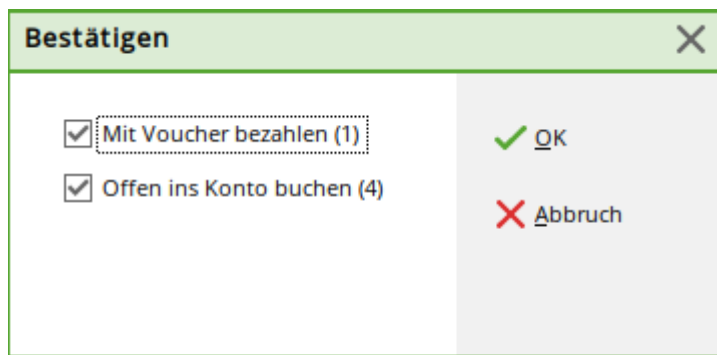 Bestätigen
Mit Voucher bezahlen (1)
Offen ins Konto buchen (4)
OK
Abbruch